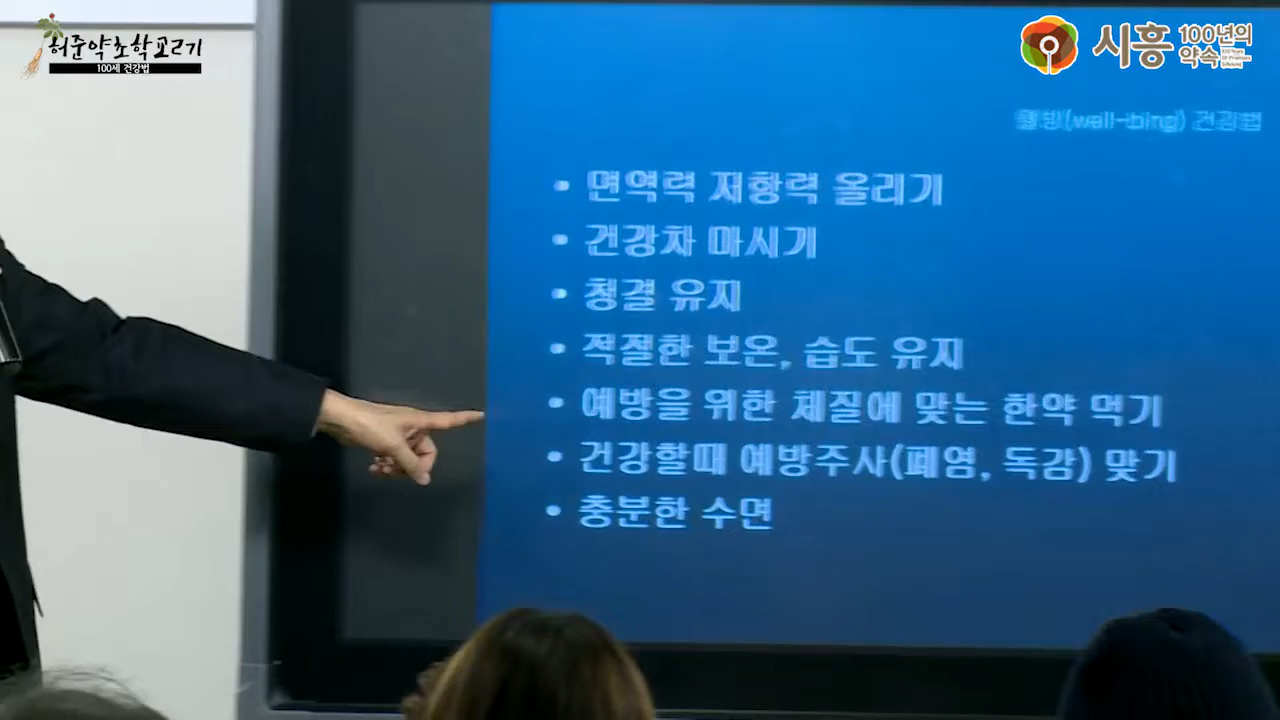 허준약초학교2기
100세 건강법
시흥 100년의 약속
웰빙(well-bing) 건강법
• 면역력 저항력 올리기
• 건강차 마시기
• 청결 유지
• 적절한 보온, 습도 유지
• 예방을 위한 체질에 맞는 한약 먹기
• 건강할때 예방주사(폐염, 독감) 맞기
• 충분한 수면